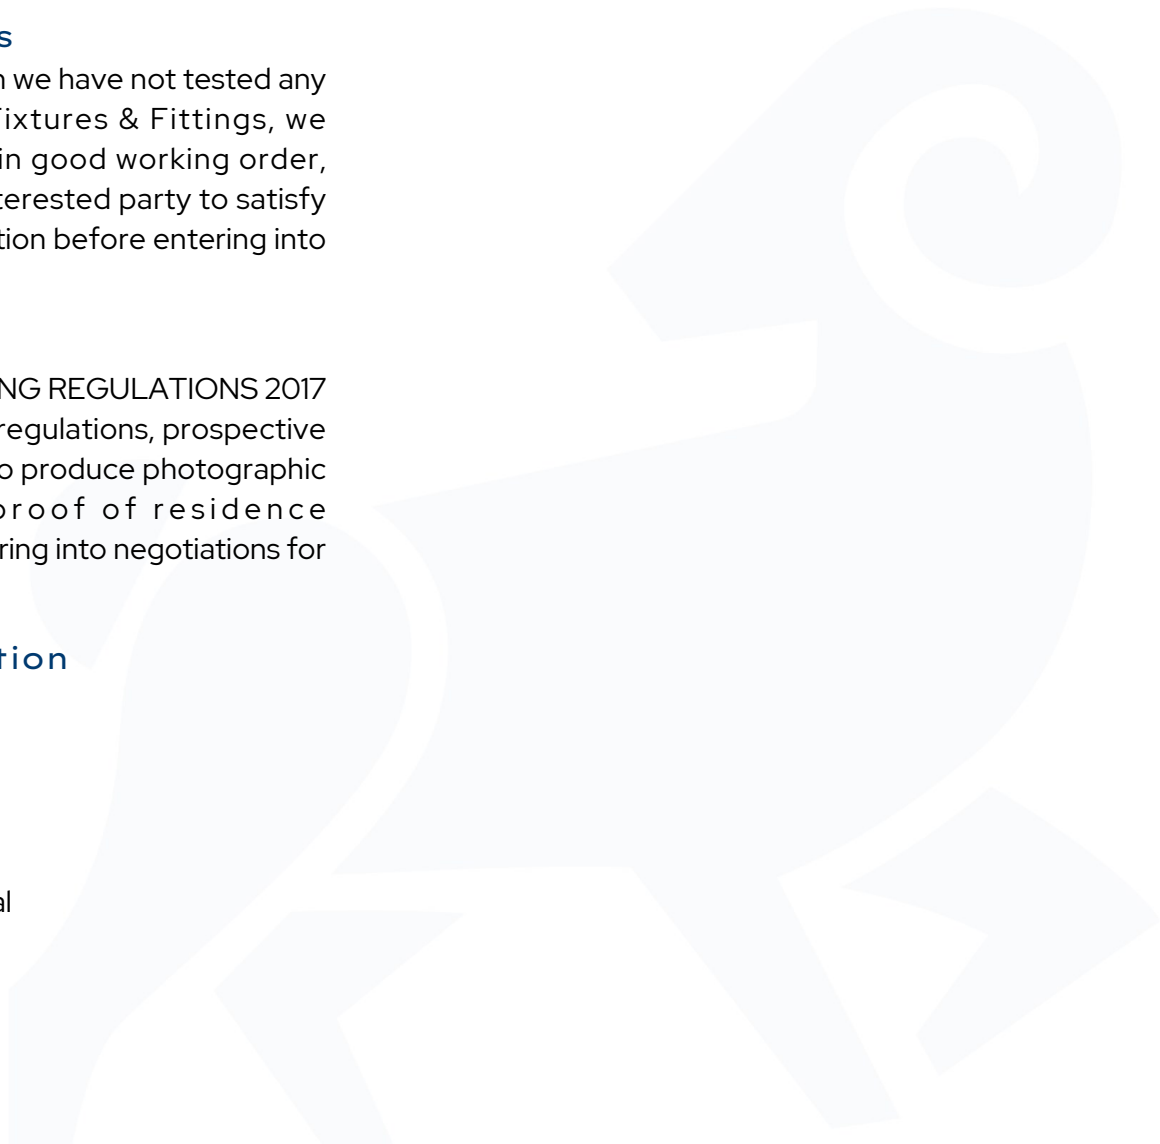 s
we have not tested any
Fixtures & Fittings, we
in good working order,
terested party to satisfy
tion before entering into
NG REGULATIONS 2017
regulations, prospective
o produce photographic
proof of residence
ring into negotiations for
tion
al